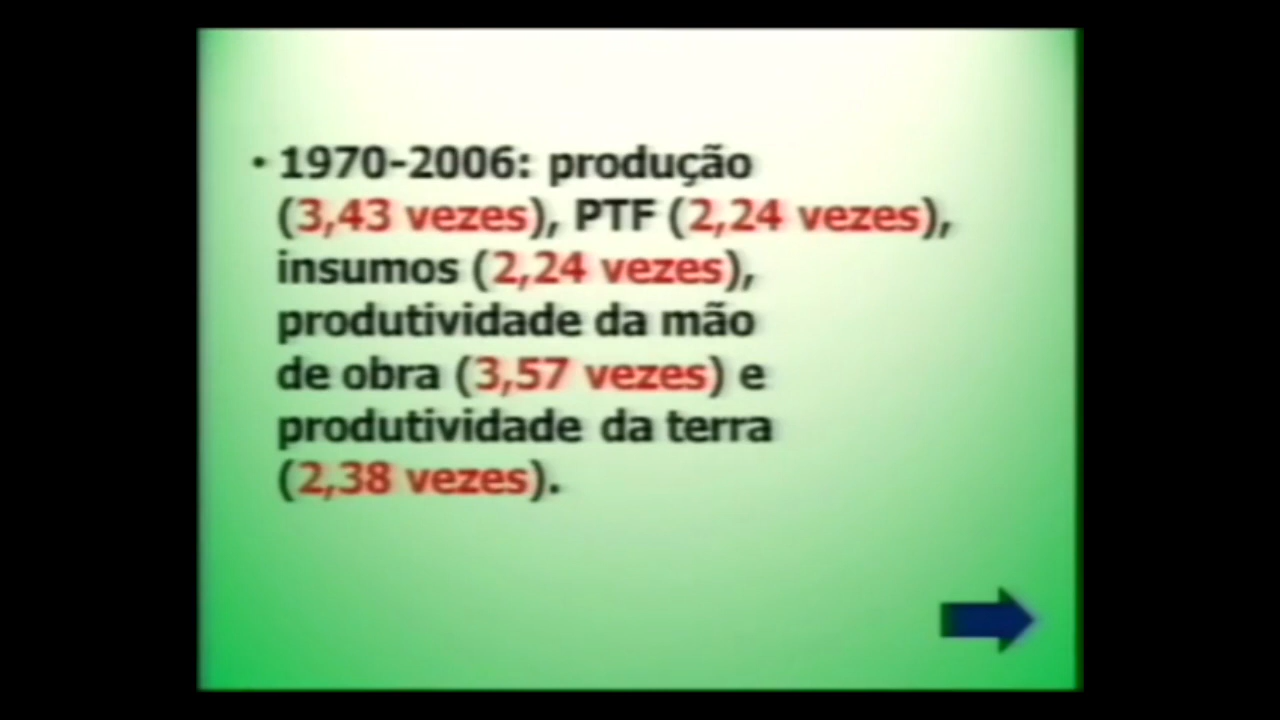 • 1970-2006: produção
(3,43 vezes), PTF (2,24 vezes),
insumos (2,24 vezes),
produtividade da mão
de obra (3,57 vezes) e
produtividade da terra
(2,38 vezes).